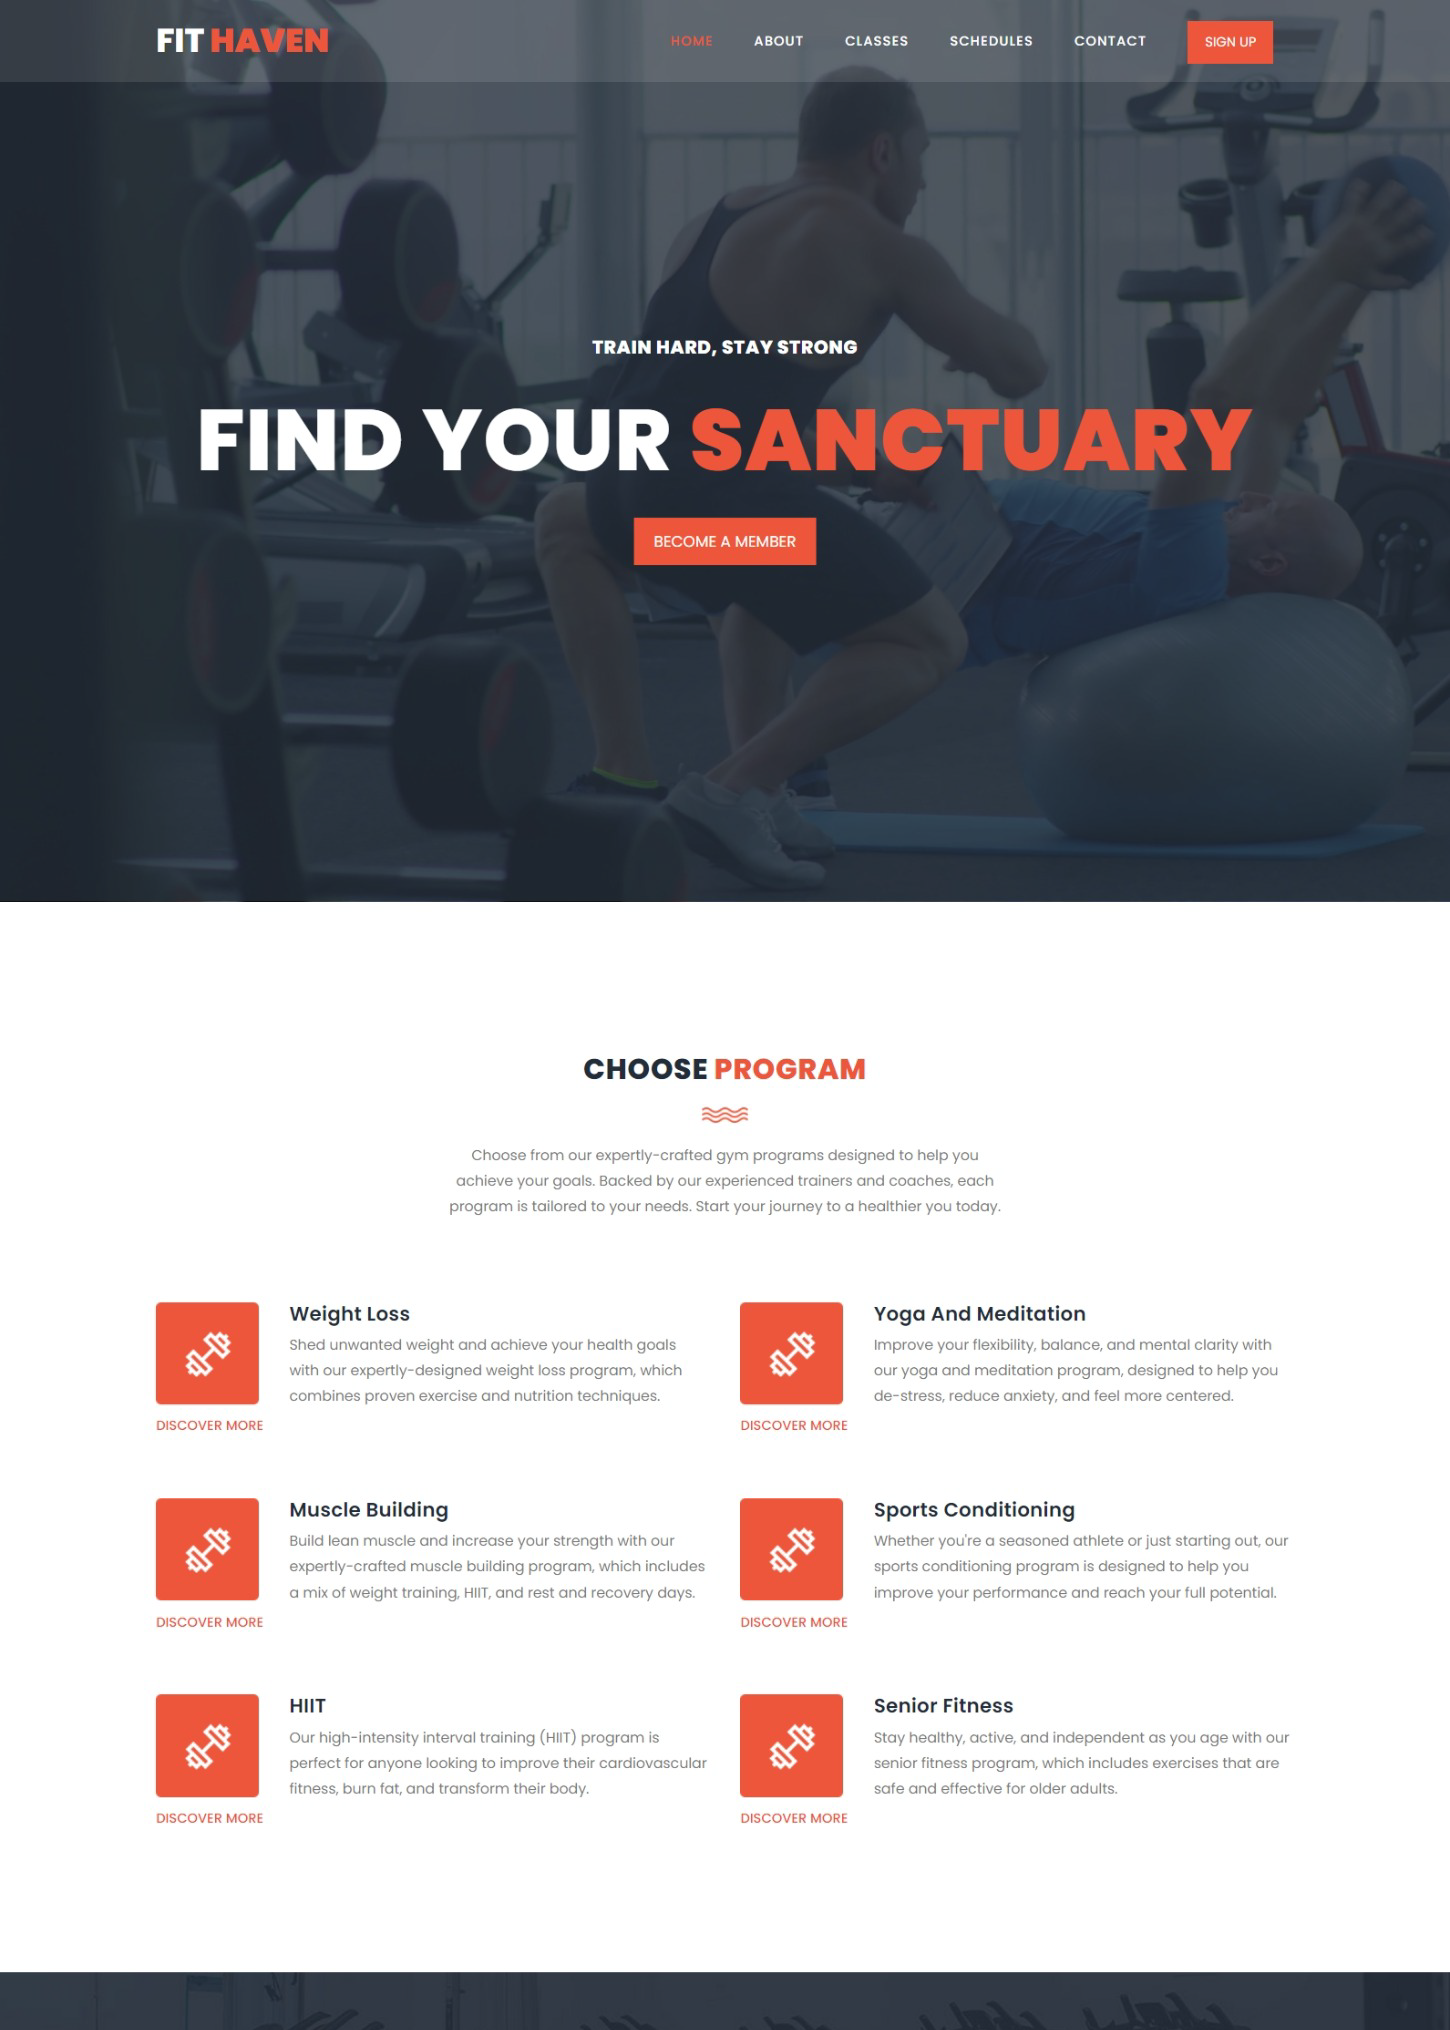 FIT HAVEN
HOME
ABOUT
CLASSES
SCHEDULES
CONTACT
SIGN UP
TRAIN HARD, STAY STRONG
FIND YOUR SANCTUARY
BECOME A MEMBER
CHOOSE PROGRAM
Choose from our expertly-crafted gym programs designed to help you
achieve your goals. Backed by our experienced trainers and coaches, each
program is tailored to your needs. Start your journey to a healthier you today.
Weight Loss
Shed unwanted weight and achieve your health goals
with our expertly-designed weight loss program, which
combines proven exercise and nutrition techniques.
DISCOVER MORE
Yoga And Meditation
Improve your flexibility, balance, and mental clarity with
our yoga and meditation program, designed to help you
de-stress, reduce anxiety, and feel more centered.
DISCOVER MORE
Muscle Building
Build lean muscle and increase your strength with our
expertly-crafted muscle building program, which includes
a mix of weight training, HIIT, and rest and recovery days.
DISCOVER MORE
Sports Conditioning
Whether you're a seasoned athlete or just starting out, our
sports conditioning program is designed to help you
improve your performance and reach your full potential.
DISCOVER MORE
HIIT
Our high-intensity interval training (HIIT) program is
perfect for anyone looking to improve their cardiovascular
fitness, burn fat, and transform their body.
DISCOVER MORE
Senior Fitness
Stay healthy, active, and independent as you age with our
senior fitness program, which includes exercises that are
safe and effective for older adults.
DISCOVER MORE